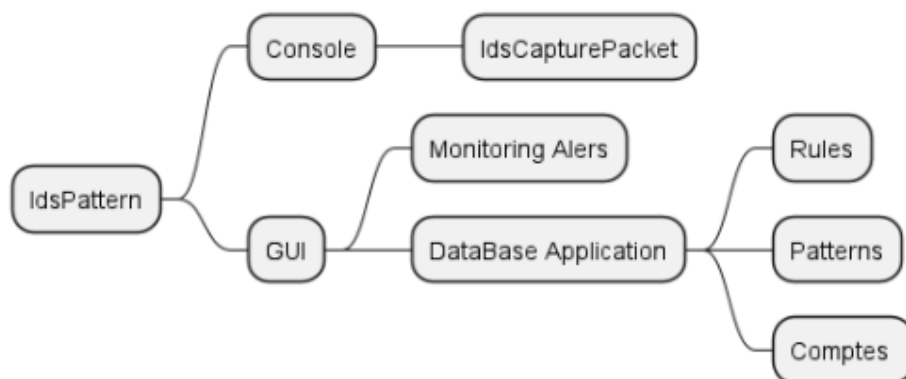 IdsPattern
Console
IdsCapturePacket
GUI
Monitoring Alers
DataBase Application
Rules
Patterns
Comptes